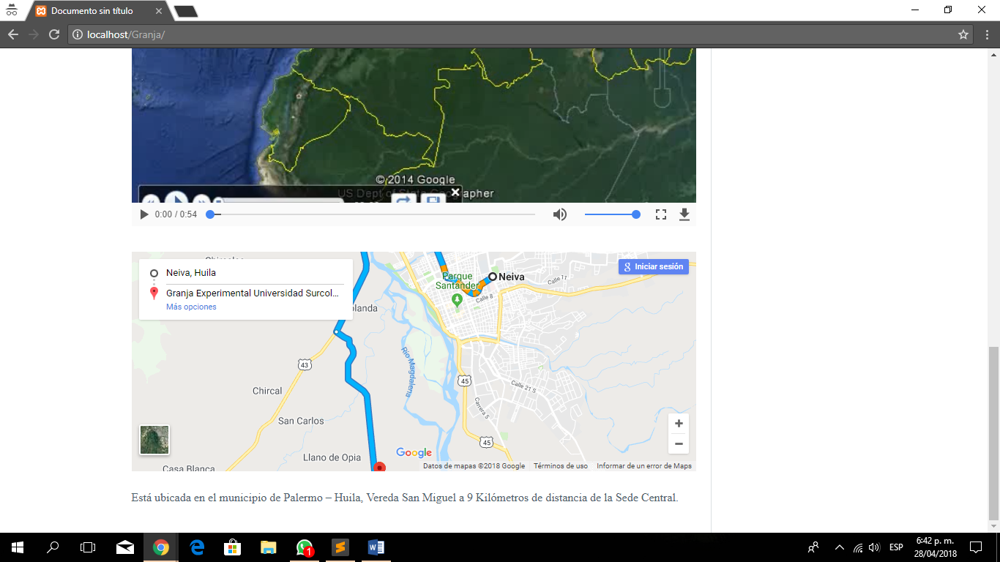 Documento sin título
localhost/Granja/
© 2014 Google
US Dept of State Geographer
0:00 / 0:54
Neiva, Huila
Granja Experimental Universidad Surcol...
Más opciones
Iniciar sesión
Parque
Santander
Neiva
Calle 17
Calle 8
olanda
43
Rio Magdalena
45
Calle 21 S
Chircal
Carrera 5
San Carlos
45
Llano de Opia
Casa Blanca
Google
Datos de mapas ©2018 Google Términos de uso Informar de un error de Maps
Está ubicada en el municipio de Palermo – Huila, Vereda San Miguel a 9 Kilómetros de distancia de la Sede Central.
1
ESP
6:42 p. m.
28/04/2018